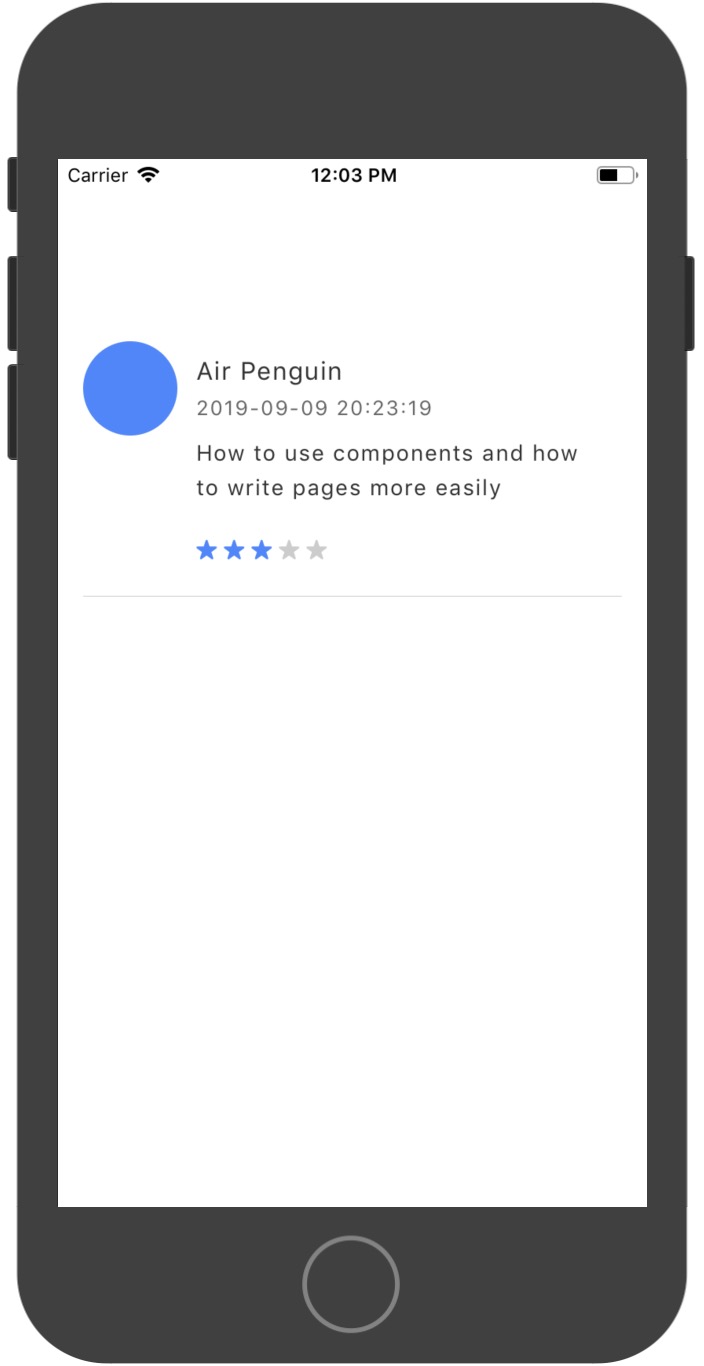 Carrier 12:03 PM
Air Penguin
2019-09-09 20:23:19
How to use components and how
to write pages more easily